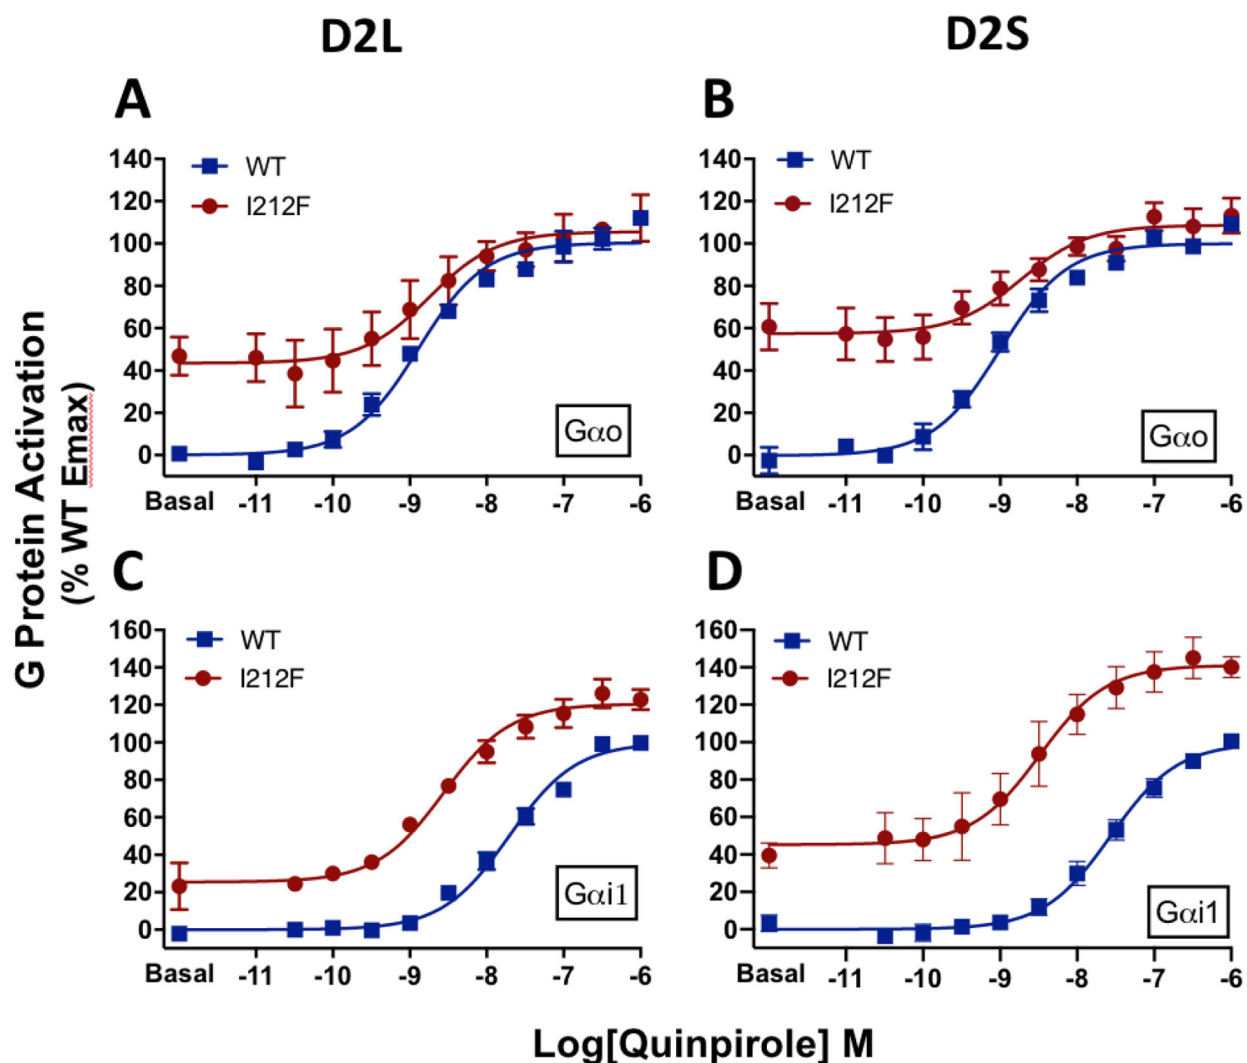 D2L
D2S
A
B
G Protein Activation
(% WT Emax)
140
120
100
80
60
40
20
0
WT
I212F
Gαo
Basal -11 -10 -9 -8 -7 -6
140
120
100
80
60
40
20
0
WT
I212F
Gαo
Basal -11 -10 -9 -8 -7 -6
C
D
160
140
120
100
80
60
40
20
0
WT
I212F
Gαi1
Basal -11 -10 -9 -8 -7 -6
160
140
120
100
80
60
40
20
0
WT
I212F
Gαi1
Basal -11 -10 -9 -8 -7 -6
Log[Quinpirole] M